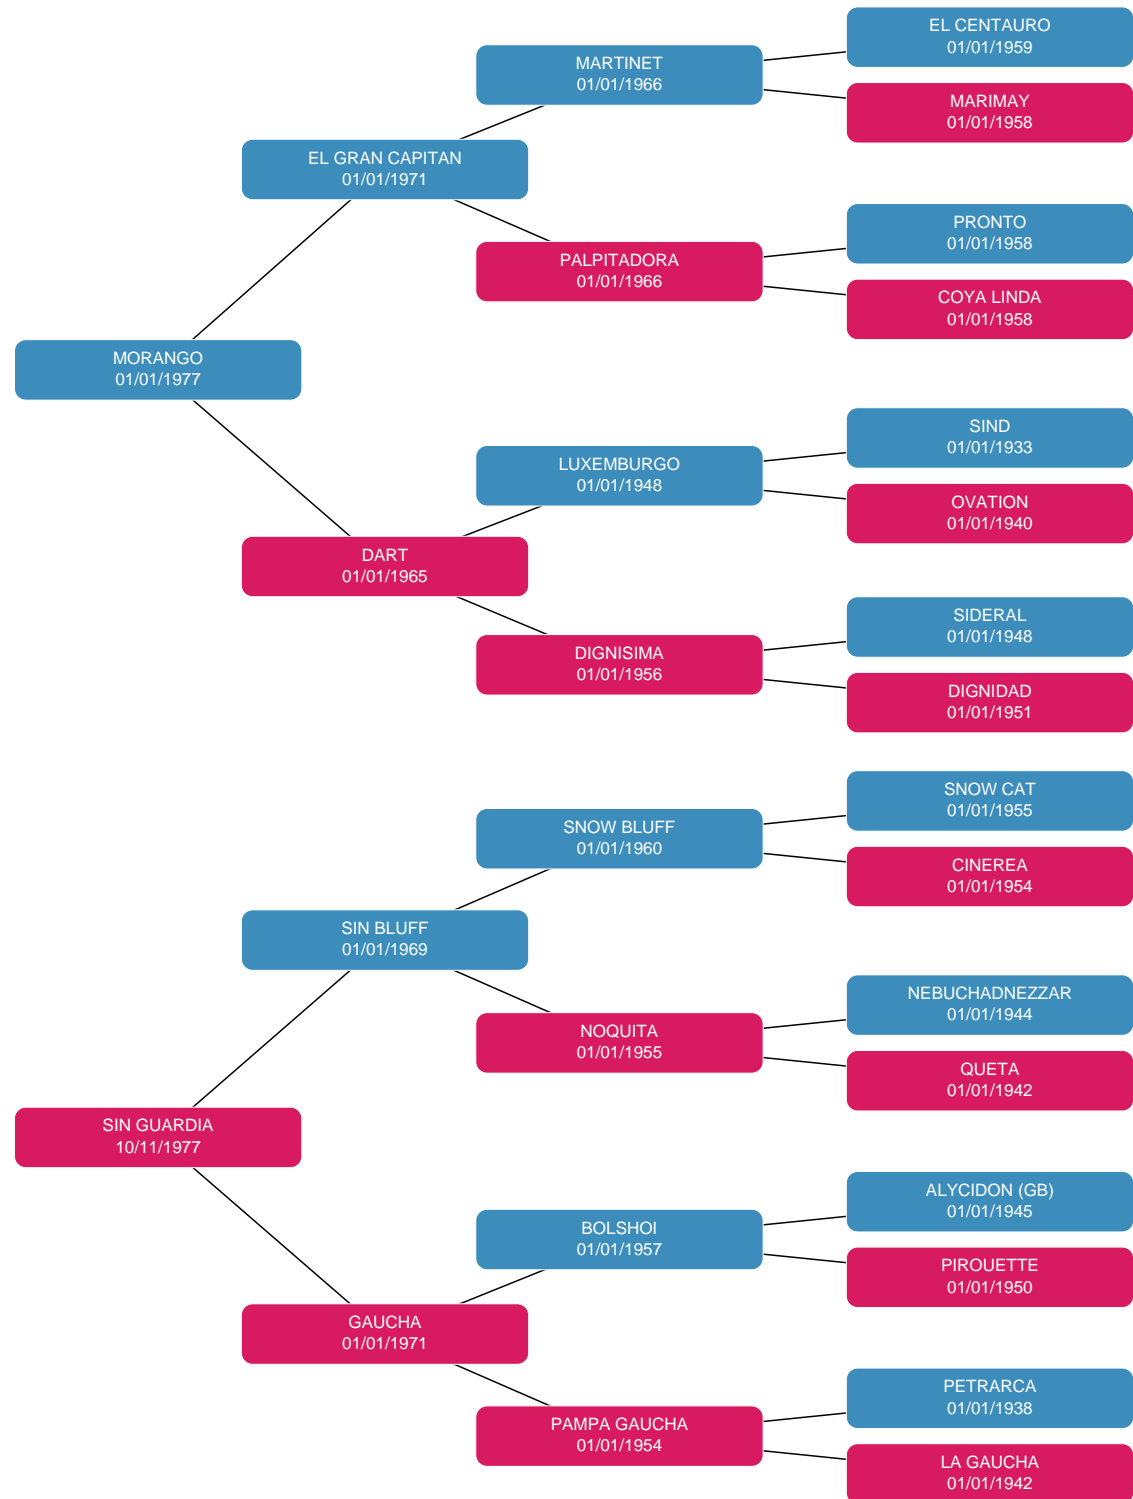 EL CENTAURO
01/01/1959
MARTINET
01/01/1966
MARIMAY
01/01/1958
EL GRAN CAPITAN
01/01/1971
PRONTO
01/01/1958
PALPITADORA
01/01/1966
COYA LINDA
01/01/1958
MORANGO
01/01/1977
SIND
01/01/1933
LUXEMBURGO
01/01/1948
OVATION
01/01/1940
DART
01/01/1965
SIDERAL
01/01/1948
DIGNISIMA
01/01/1956
DIGNIDAD
01/01/1951
SNOW CAT
01/01/1955
SNOW BLUFF
01/01/1960
CINEREA
01/01/1954
SIN BLUFF
01/01/1969
NEBUCHADNEZZAR
01/01/1944
NOQUITA
01/01/1955
QUETA
01/01/1942
SIN GUARDIA
10/11/1977
ALYCIDON (GB)
01/01/1945
BOLSHOI
01/01/1957
PIROUETTE
01/01/1950
GAUCHA
01/01/1971
PETRARCA
01/01/1938
PAMPA GAUCHA
01/01/1954
LA GAUCHA
01/01/1942